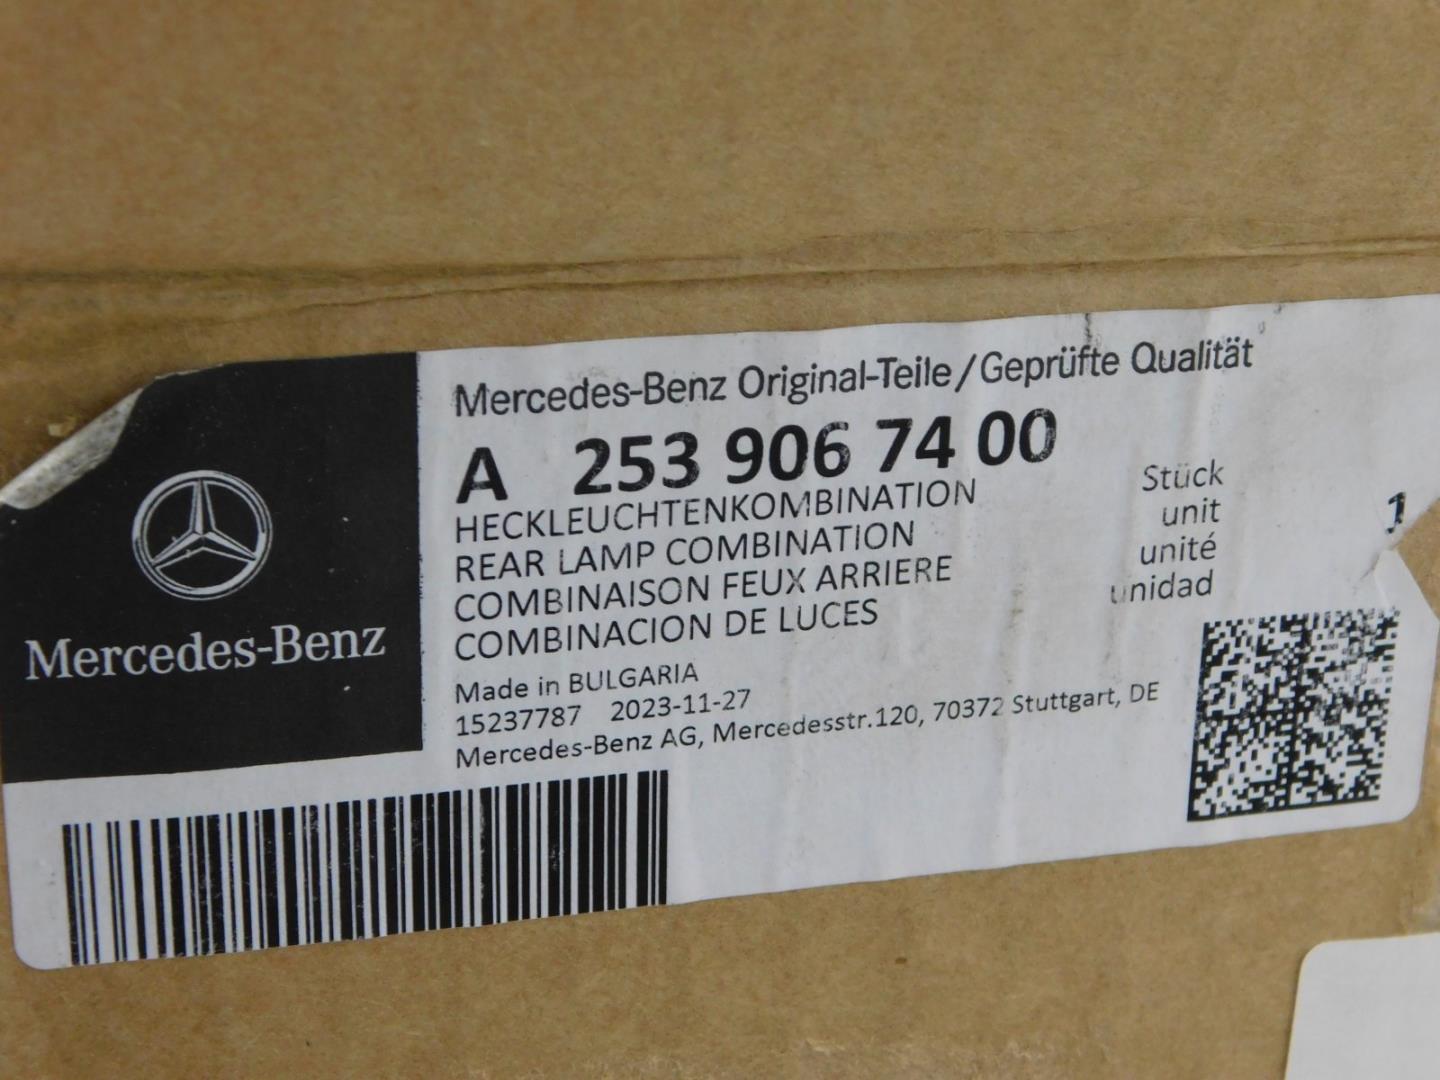 Mercedes-Benz
Mercedes-Benz Original-Teile/Geprüfte Qualität
A 253 906 74 00
HECKLEUCHTENKOMBINATION
REAR LAMP COMBINATION
COMBINAISON FEUX ARRIERE
COMBINACION DE LUCES
Stück
unit
unité
unidad
1
Made in BULGARIA
15237787 2023-11-27
Mercedes-Benz AG, Mercedesstr.120, 70372 Stuttgart, DE